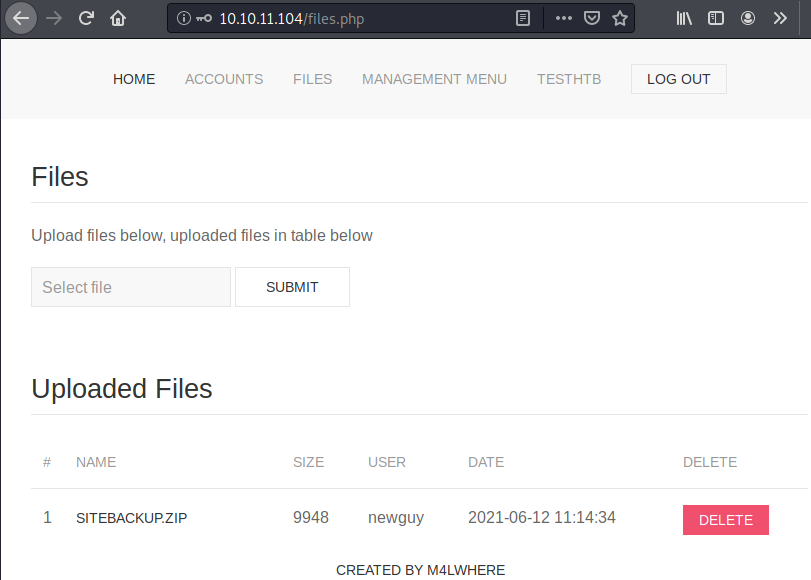 10.10.11.104/files.php
HOME ACCOUNTS FILES MANAGEMENT MENU TESTHTB LOG OUT
Files
Upload files below, uploaded files in table below
Select file SUBMIT
Uploaded Files
# NAME SIZE USER DATE DELETE
1 SITEBACKUP.ZIP 9948 newguy 2021-06-12 11:14:34 DELETE
CREATED BY M4LWHERE